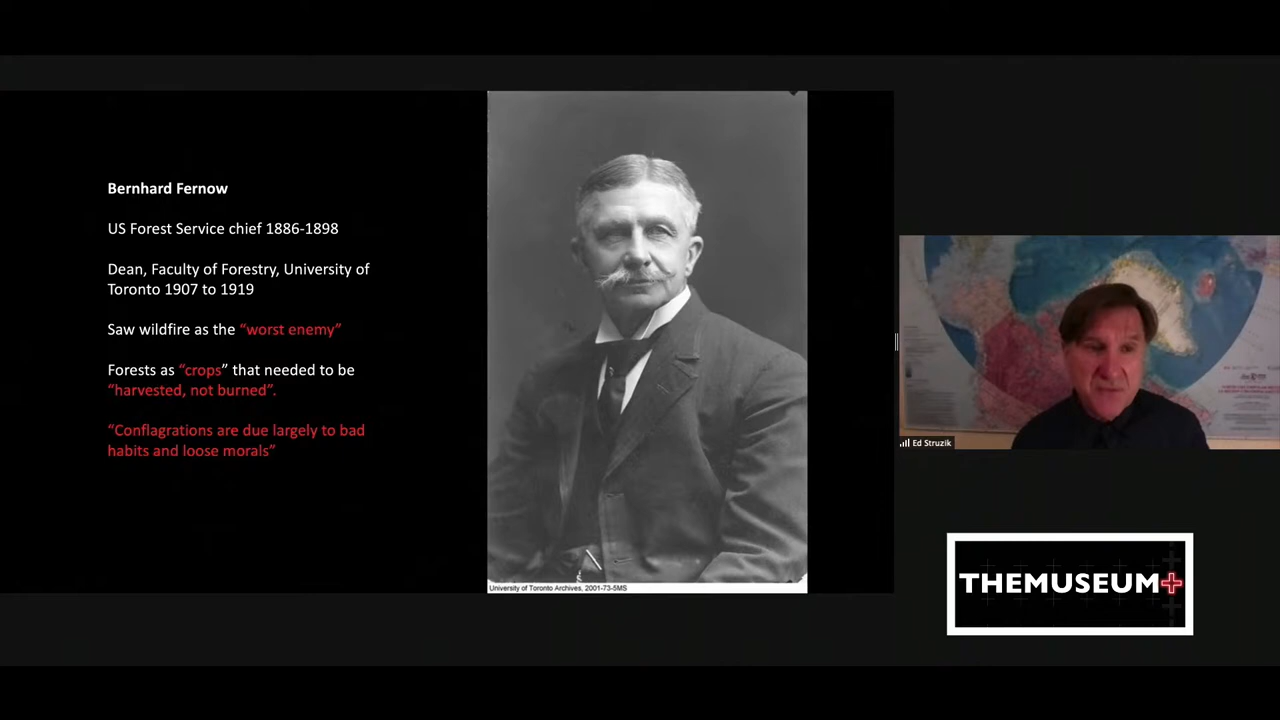 Bernhard Fernow
US Forest Service chief 1886-1898
Dean, Faculty of Forestry, University of
Toronto 1907 to 1919
Saw wildfire as the “worst enemy”
Forests as “crops” that needed to be
“harvested, not burned”.
“Conflagrations are due largely to bad
habits and loose morals”
University of Toronto Archives, 2001-73-5MS
Ed Struzik
THEMUSEUM+